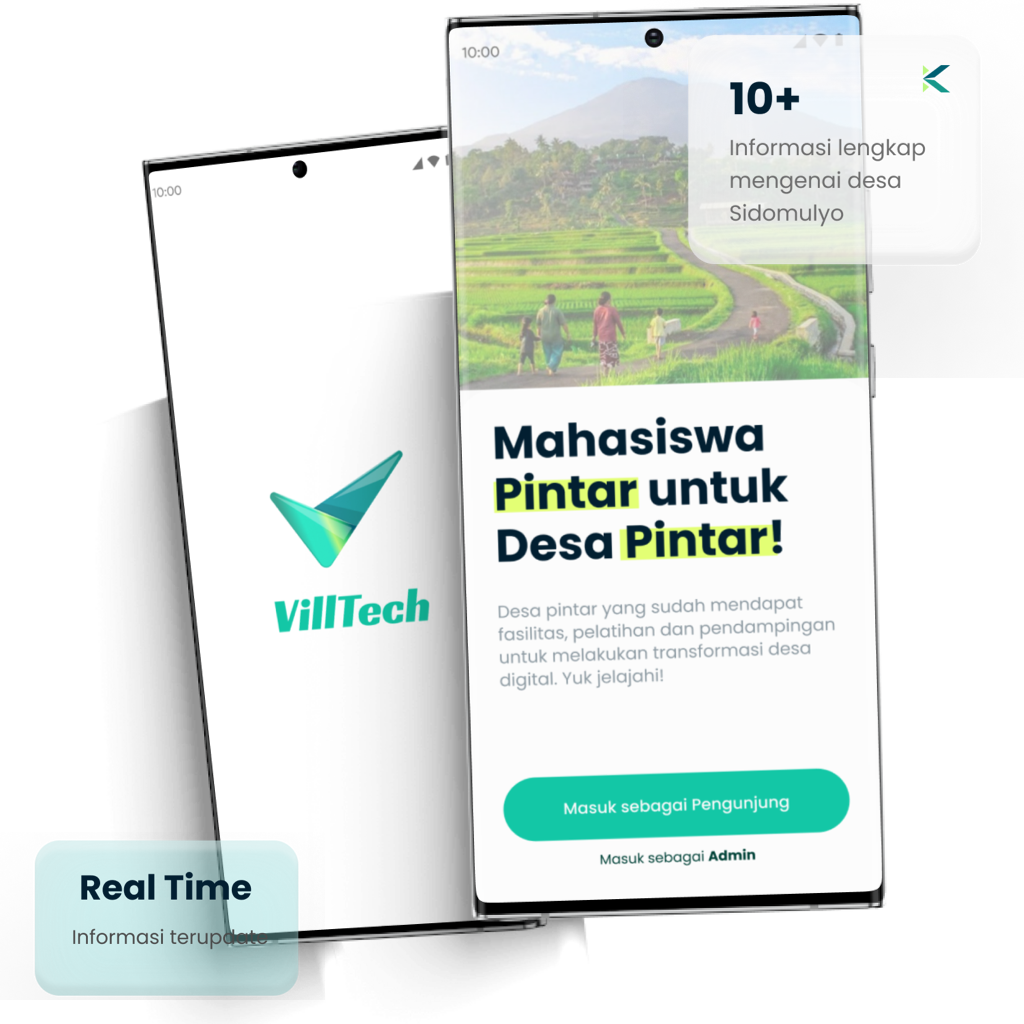 10:00
VillTech
10:00
10+
Informasi lengkap
mengenai desa
Sidomulyo
Mahasiswa
Pintar untuk
Desa Pintar!
Desa pintar yang sudah mendapat
fasilitas, pelatihan dan pendampingan
untuk melakukan transformasi desa
digital. Yuk jelajahi!
Masuk sebagai Pengunjung
Masuk sebagai Admin
Real Time
Informasi terupdate